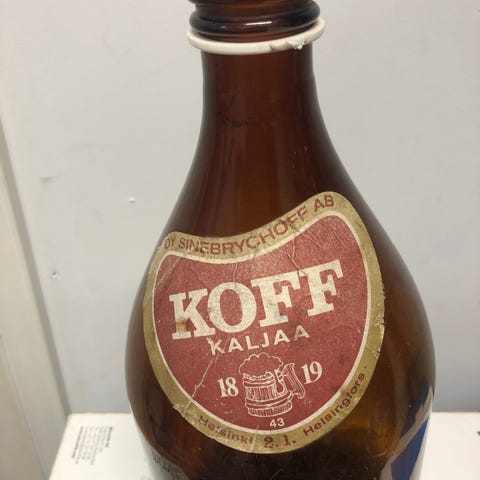 OY SINEBRYCHOFF AB
KOFF
KALJAA
18 19
43
Helsinki 2.1. Helsingfors